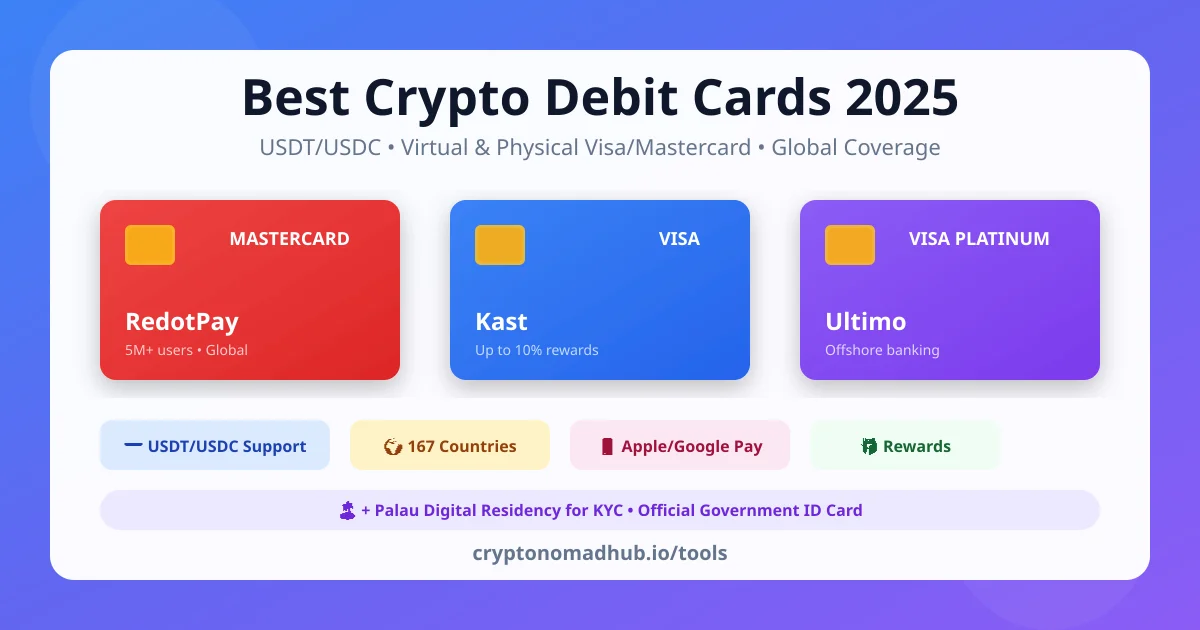 Best Crypto Debit Cards 2025
USDT/USDC • Virtual & Physical Visa/Mastercard • Global Coverage
MASTERCARD
RedotPay
5M+ users • Global
VISA
Kast
Up to 10% rewards
VISA PLATINUM
Ultimo
Offshore banking
USDT/USDC Support
167 Countries
Apple/Google Pay
Rewards
+ Palau Digital Residency for KYC • Official Government ID Card
cryptonomadhub.io/tools